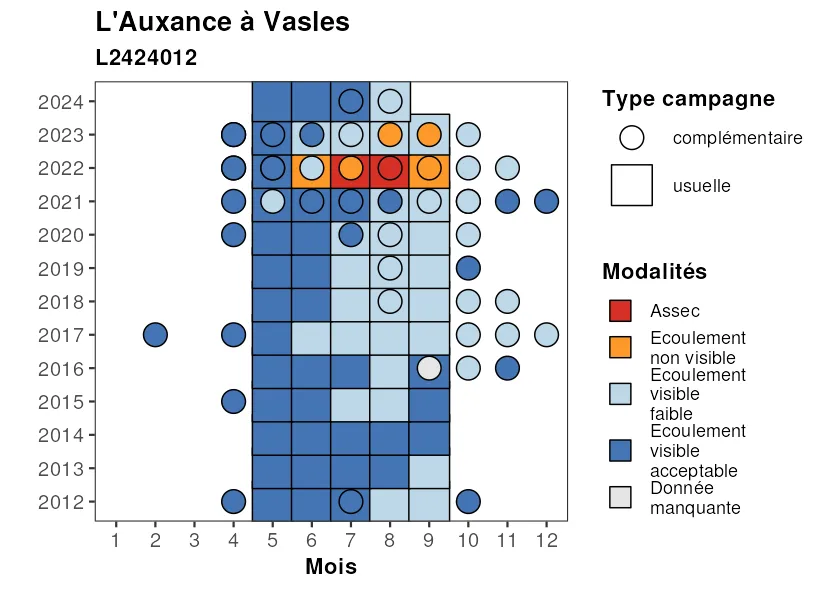 L'Auxance à Vasles
L2424012
2024
2023
2022
2021
2020
2019
2018
2017
2016
2015
2014
2013
2012
1 2 3 4 5 6 7 8 9 10 11 12
Mois
Type campagne
complémentaire
usuelle
Modalités
Assec
Ecoulement
non visible
Ecoulement
visible
faible
Ecoulement
visible
acceptable
Donnée
manquante